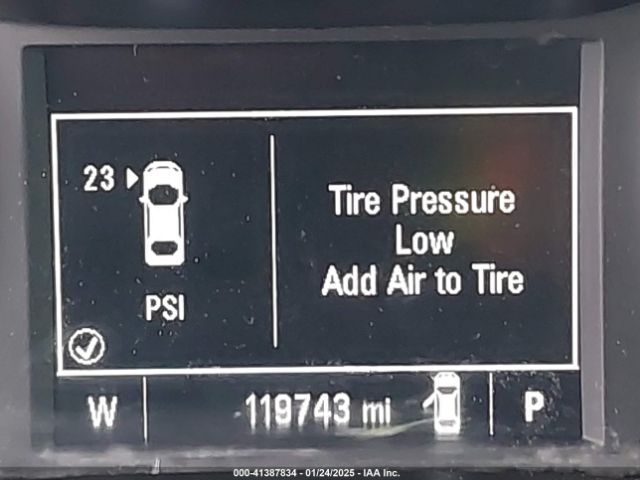 23
PSI
Tire Pressure
Low
Add Air to Tire
W
119743 mi
P
000-41387834 - 01/24/2025 - IAA Inc.